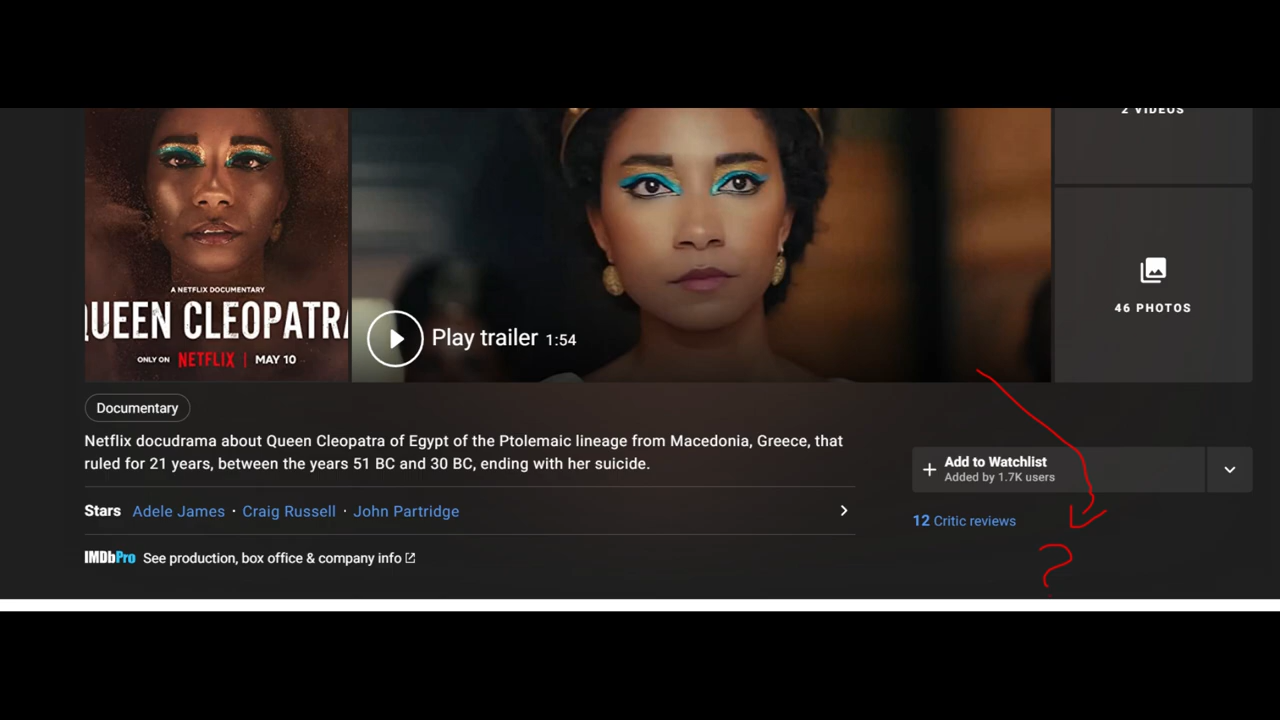 2 VIDEOS
A NETFLIX DOCUMENTARY
QUEEN CLEOPATRA
ONLY ON NETFLIX | MAY 10
Play trailer 1:54
46 PHOTOS
Documentary
Netflix docudrama about Queen Cleopatra of Egypt of the Ptolemaic lineage from Macedonia, Greece, that
ruled for 21 years, between the years 51 BC and 30 BC, ending with her suicide.
+ Add to Watchlist
Added by 1.7K users
Stars Adele James · Craig Russell · John Partridge
12 Critic reviews
?
IMDbPro See production, box office & company info